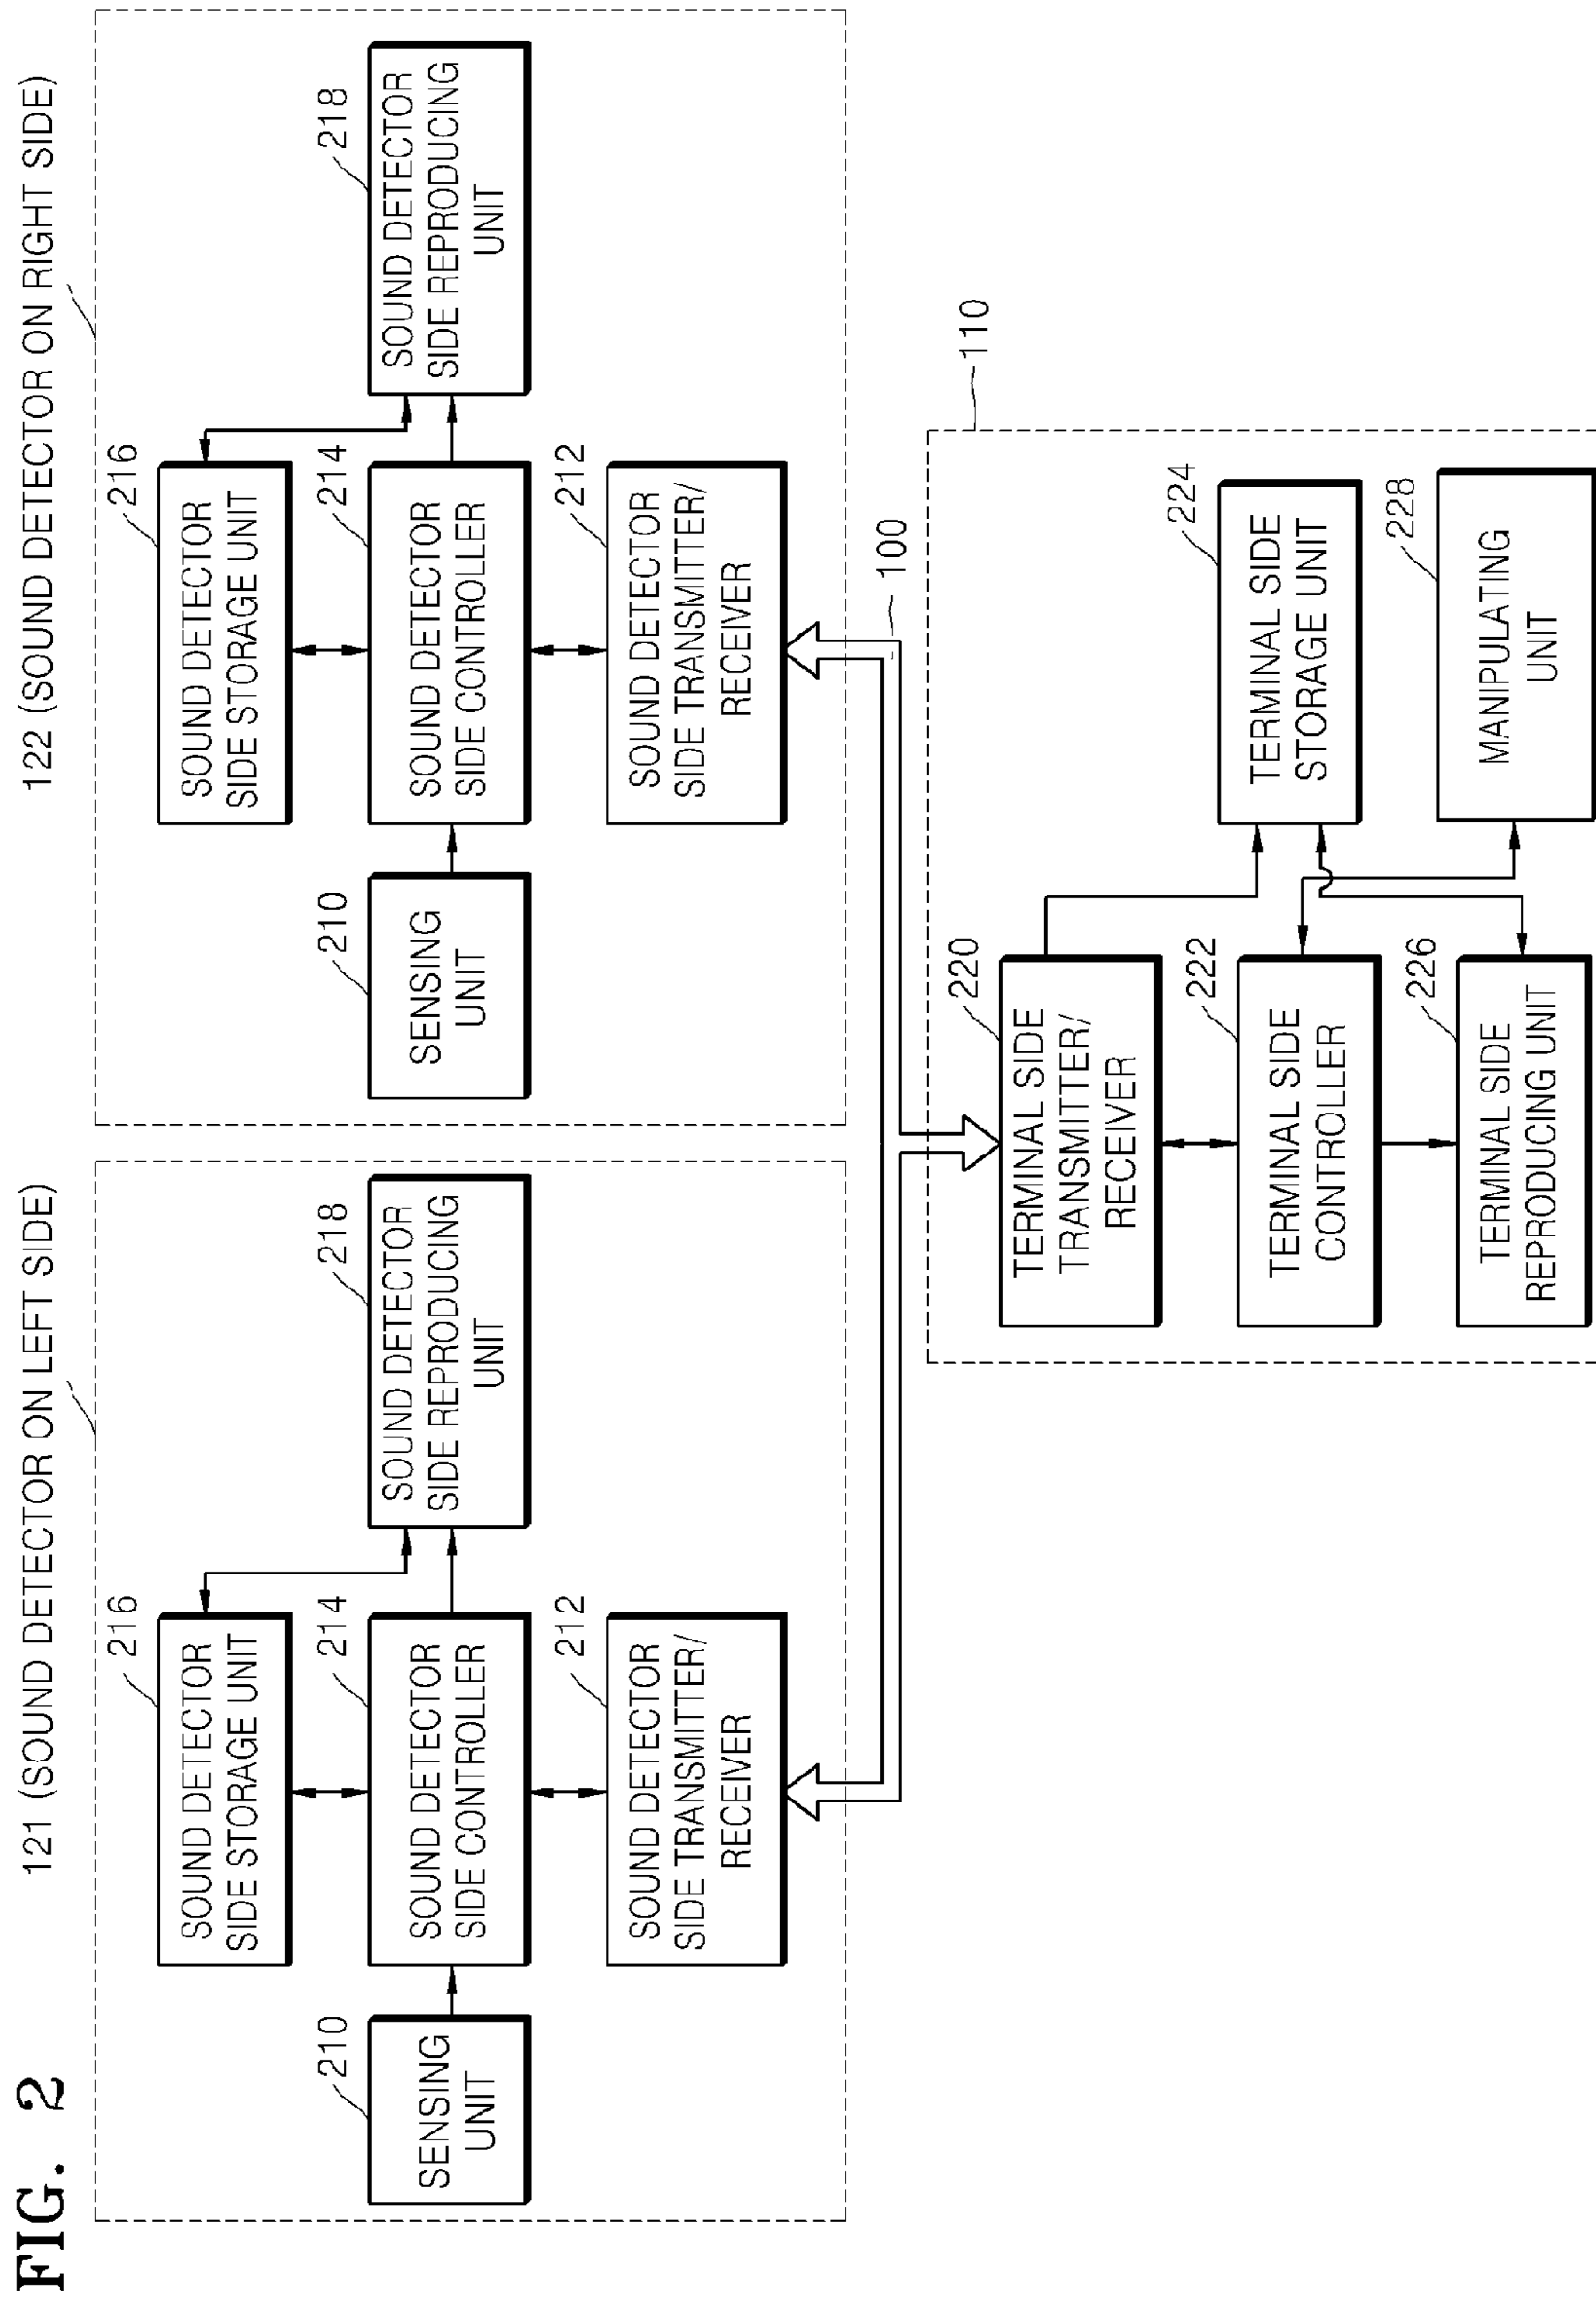 FIG. 2
121 (SOUND DETECTOR ON LEFT SIDE)
122 (SOUND DETECTOR ON RIGHT SIDE)
216
SOUND DETECTOR
SIDE STORAGE UNIT
210
SENSING
UNIT
214
SOUND DETECTOR
SIDE CONTROLLER
218
SOUND DETECTOR
SIDE REPRODUCING
UNIT
212
SOUND DETECTOR
SIDE TRANSMITTER/
RECEIVER
216
SOUND DETECTOR
SIDE STORAGE UNIT
210
SENSING
UNIT
214
SOUND DETECTOR
SIDE CONTROLLER
218
SOUND DETECTOR
SIDE REPRODUCING
UNIT
212
SOUND DETECTOR
SIDE TRANSMITTER/
RECEIVER
100
110
220
TERMINAL SIDE
TRANSMITTER/
RECEIVER
222
TERMINAL SIDE
CONTROLLER
224
TERMINAL SIDE
STORAGE UNIT
226
TERMINAL SIDE
REPRODUCING UNIT
228
MANIPULATING
UNIT